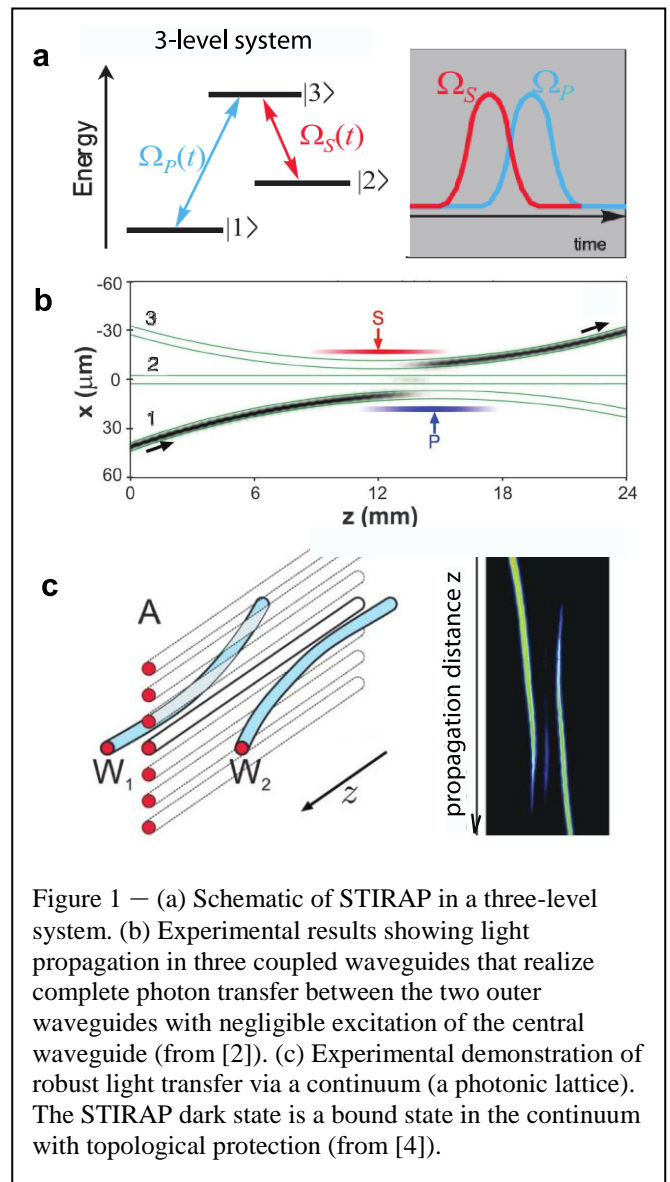 3-level system
a
Energy
|3>
Ω_P(t)
Ω_S(t)
|2>
|1>
Ω_S
Ω_P
time
b
-60
-30
0
30
60
x (μm)
3
2
1
S
P
0
6
12
18
24
z (mm)
c
A
W₁
W₂
z
propagation distance z
Figure 1 – (a) Schematic of STIRAP in a three-level
system. (b) Experimental results showing light
propagation in three coupled waveguides that realize
complete photon transfer between the two outer
waveguides with negligible excitation of the central
waveguide (from [2]). (c) Experimental demonstration of
robust light transfer via a continuum (a photonic lattice).
The STIRAP dark state is a bound state in the continuum
with topological protection (from [4]).